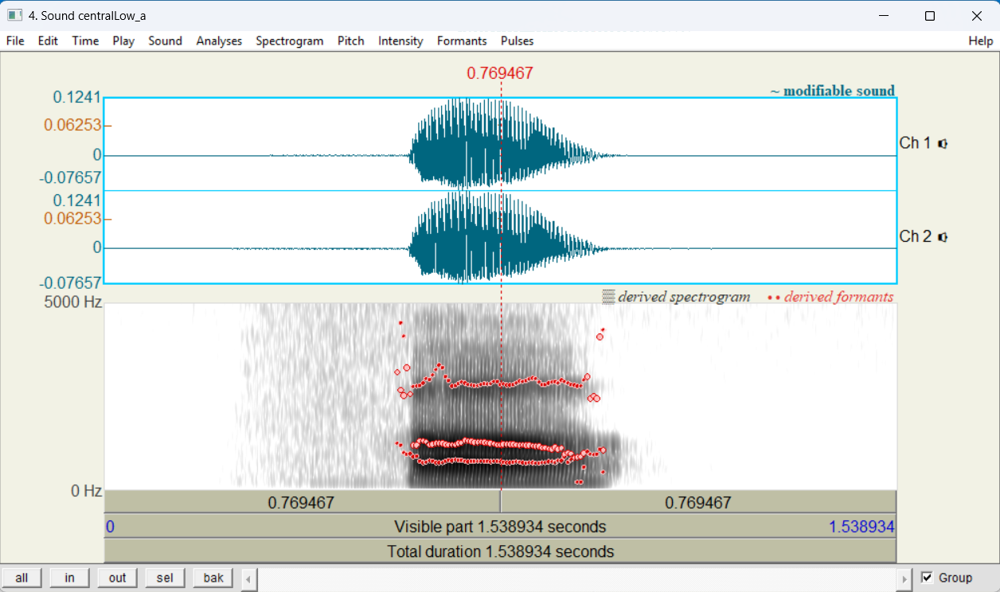 4. Sound centralLow_a
File Edit Time Play Sound Analyses Spectrogram Pitch Intensity Formants Pulses Help
0.769467
~ modifiable sound
0.1241
0.06253
0
-0.07657
Ch 1
0.1241
0.06253
0
-0.07657
Ch 2
derived spectrogram •• derived formants
5000 Hz
0 Hz
0.769467 0.769467
0 Visible part 1.538934 seconds 1.538934
Total duration 1.538934 seconds
all in out sel bak Group